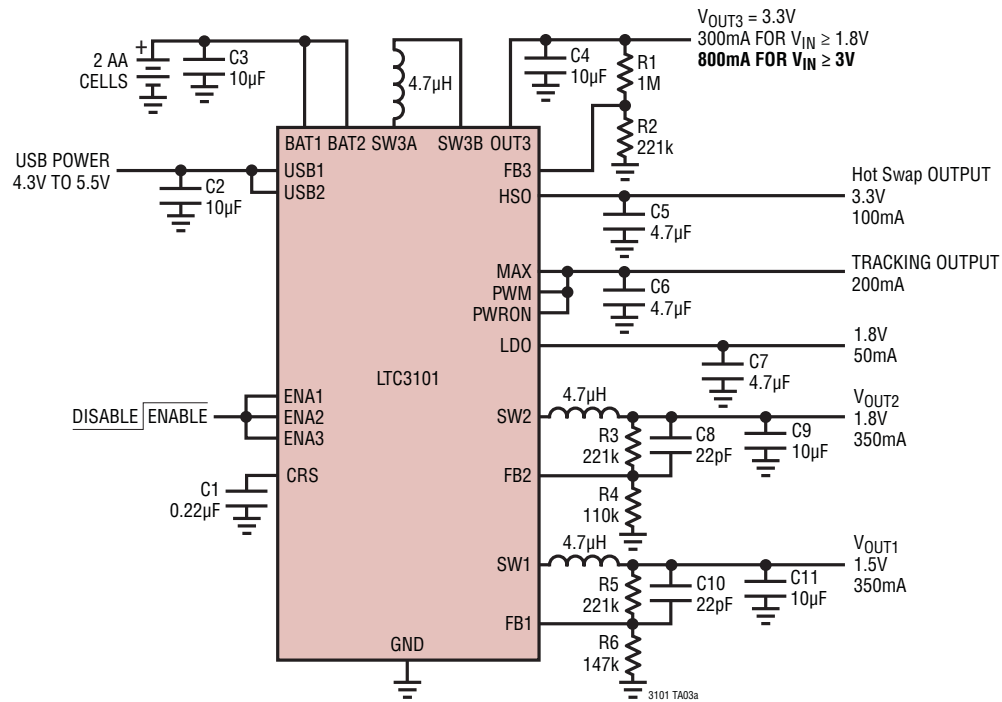 2 AA
CELLS
+
C3
10µF
4.7µH
C4
10µF
R1
1M
R2
221k
VOUT3 = 3.3V
300mA FOR VIN ≥ 1.8V
800mA FOR VIN ≥ 3V
BAT1 BAT2 SW3A SW3B OUT3
USB POWER
4.3V TO 5.5V
C2
10µF
USB1
USB2
FB3
HSO
C5
4.7µF
Hot Swap OUTPUT
3.3V
100mA
MAX
PWM
PWRON
C6
4.7µF
TRACKING OUTPUT
200mA
LDO
C7
4.7µF
1.8V
50mA
LTC3101
DISABLE ENABLE
ENA1
ENA2
ENA3
SW2
4.7µH
R3
221k
C8
22pF
C9
10µF
VOUT2
1.8V
350mA
CRS
C1
0.22µF
FB2
R4
110k
SW1
4.7µH
R5
221k
C10
22pF
C11
10µF
VOUT1
1.5V
350mA
FB1
R6
147k
GND
3101 TA03a